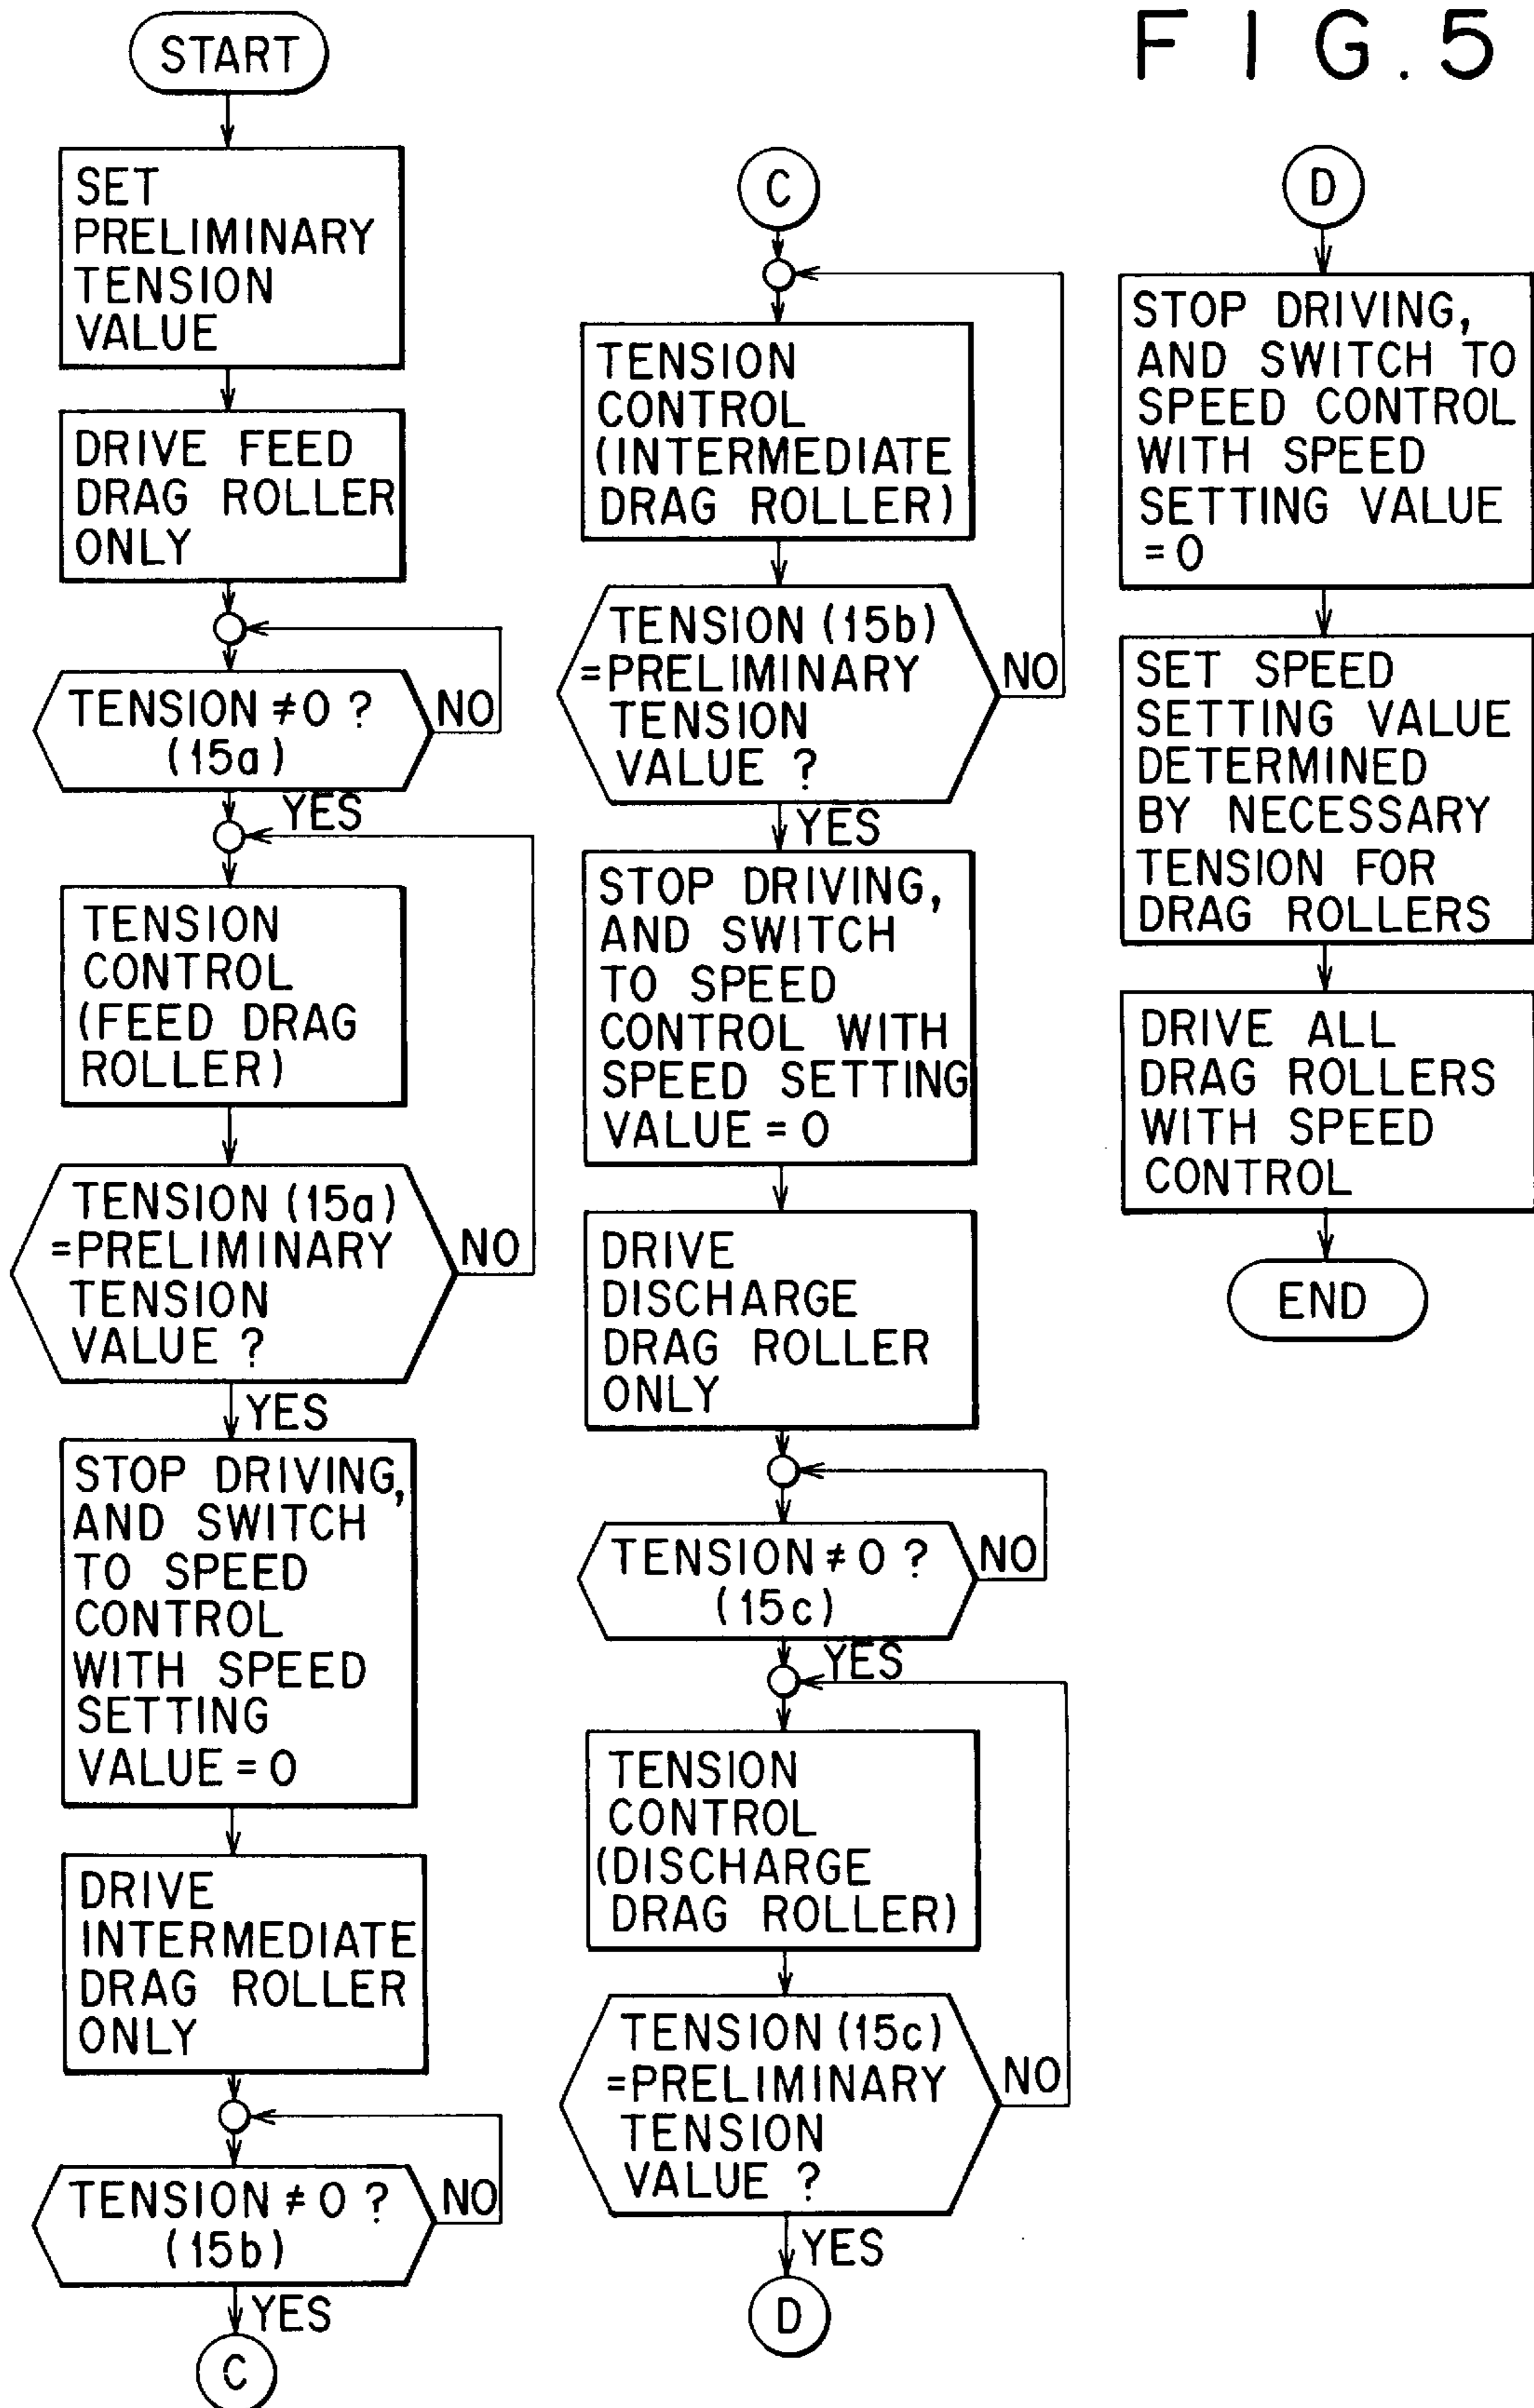 FIG.5
START
SET
PRELIMINARY
TENSION
VALUE
DRIVE FEED
DRAG ROLLER
ONLY
TENSION ≠0 ?
(15a)
NO
YES
TENSION
CONTROL
(FEED DRAG
ROLLER)
TENSION (15a)
=PRELIMINARY
TENSION
VALUE ?
NO
YES
STOP DRIVING,
AND SWITCH
TO SPEED
CONTROL
WITH SPEED
SETTING
VALUE = 0
DRIVE
INTERMEDIATE
DRAG ROLLER
ONLY
TENSION ≠ 0 ?
(15b)
NO
YES
C
C
TENSION
CONTROL
(INTERMEDIATE
DRAG ROLLER)
TENSION (15b)
=PRELIMINARY
TENSION
VALUE ?
NO
YES
STOP DRIVING,
AND SWITCH
TO SPEED
CONTROL WITH
SPEED SETTING
VALUE = 0
DRIVE
DISCHARGE
DRAG ROLLER
ONLY
TENSION ≠ 0 ?
(15c)
NO
YES
TENSION
CONTROL
(DISCHARGE
DRAG ROLLER)
TENSION (15c)
=PRELIMINARY
TENSION
VALUE ?
NO
YES
D
D
STOP DRIVING,
AND SWITCH TO
SPEED CONTROL
WITH SPEED
SETTING VALUE
= 0
SET SPEED
SETTING VALUE
DETERMINED
BY NECESSARY
TENSION FOR
DRAG ROLLERS
DRIVE ALL
DRAG ROLLERS
WITH SPEED
CONTROL
END